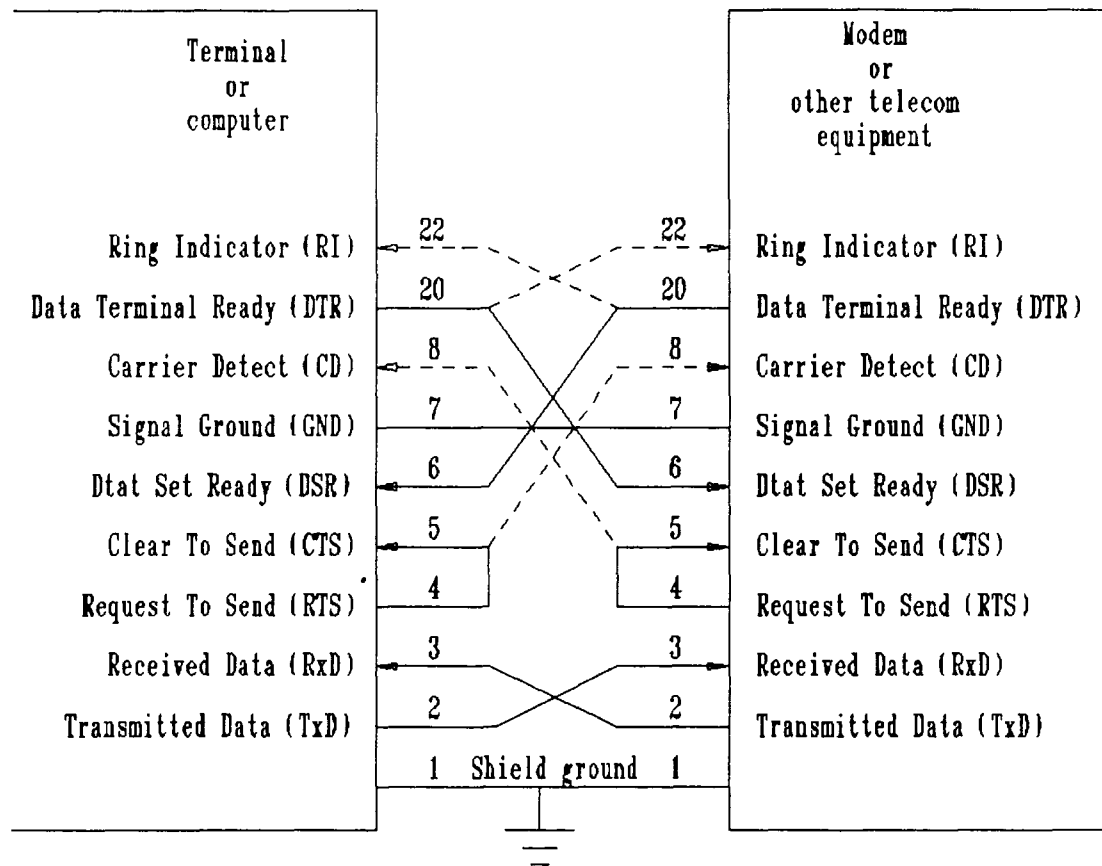 Terminal
or
computer
Modem
or
other telecom
equipment
Ring Indicator (RI) 22 22 Ring Indicator (RI)
Data Terminal Ready (DTR) 20 20 Data Terminal Ready (DTR)
Carrier Detect (CD) 8 8 Carrier Detect (CD)
Signal Ground (GND) 7 7 Signal Ground (GND)
Dtat Set Ready (DSR) 6 6 Dtat Set Ready (DSR)
Clear To Send (CTS) 5 5 Clear To Send (CTS)
Request To Send (RTS) 4 4 Request To Send (RTS)
Received Data (RxD) 3 3 Received Data (RxD)
Transmitted Data (TxD) 2 2 Transmitted Data (TxD)
1 Shield ground 1